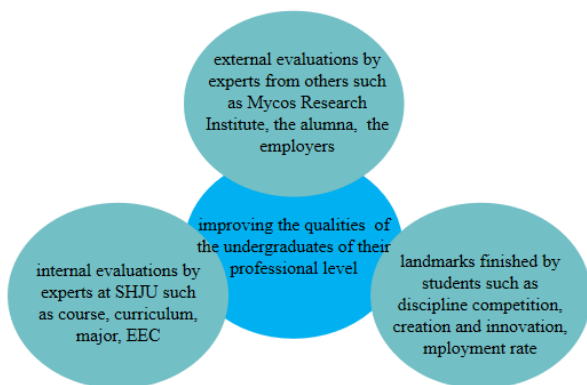 external evaluations by
experts from others such
as Mycos Research
Institute, the alumna, the
employers
improving the qualities of
the undergraduates of their
professional level
internal evaluations by
experts at SHJU such
as course, curriculum,
major, EEC
landmarks finished by
students such as
discipline competition,
creation and innovation,
mployment rate